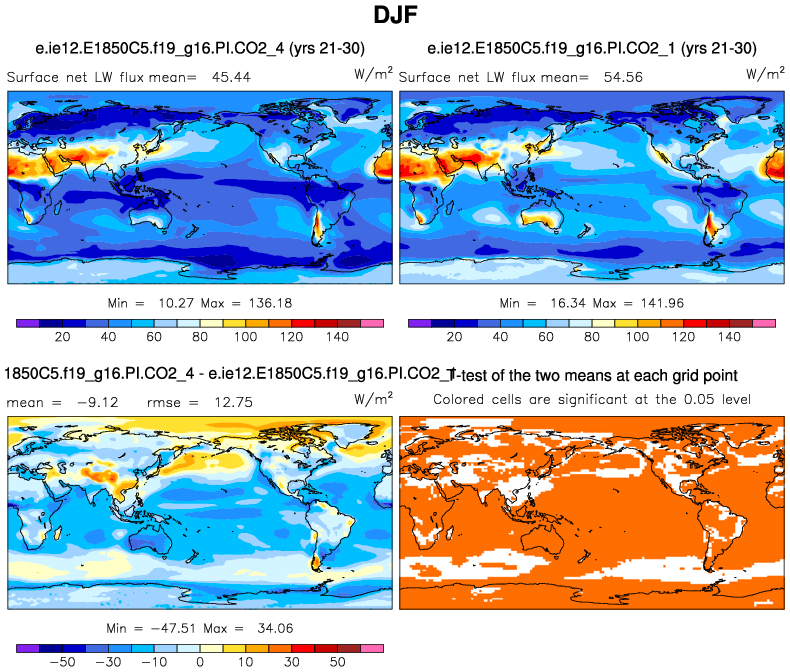 DJF
e.ie12.E1850C5.f19_g16.PI.CO2_4 (yrs 21-30)
Surface net LW flux mean= 45.44 W/m²
Min = 10.27 Max = 136.18
20 40 60 80 100 120 140
e.ie12.E1850C5.f19_g16.PI.CO2_1 (yrs 21-30)
Surface net LW flux mean= 54.56 W/m²
Min = 16.34 Max = 141.96
20 40 60 80 100 120 140
1850C5.f19_g16.PI.CO2_4 - e.ie12.E1850C5.f19_g16.PI.CO2_
mean = -9.12 rmse = 12.75 W/m²
Min = -47.51 Max = 34.06
-50 -30 -10 0 10 30 50
T-test of the two means at each grid point
Colored cells are significant at the 0.05 level